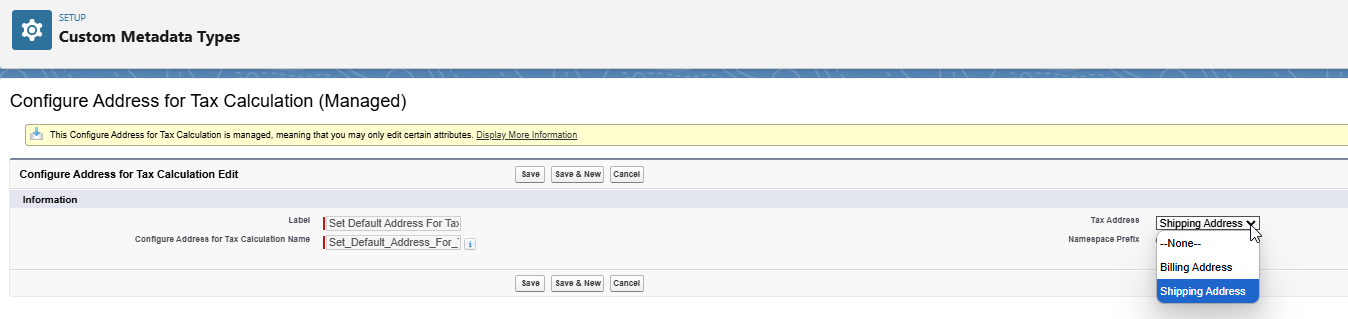 SETUP
Custom Metadata Types
Configure Address for Tax Calculation (Managed)
This Configure Address for Tax Calculation is managed, meaning that you may only edit certain attributes. Display More Information
Configure Address for Tax Calculation Edit
Save Save & New Cancel
Information
Label Set Default Address For Tax
Tax Address Shipping Address
Configure Address for Tax Calculation Name Set_Default_Address_For_ i
Namespace Prefix
--None--
Billing Address
Shipping Address
Save Save & New Cancel